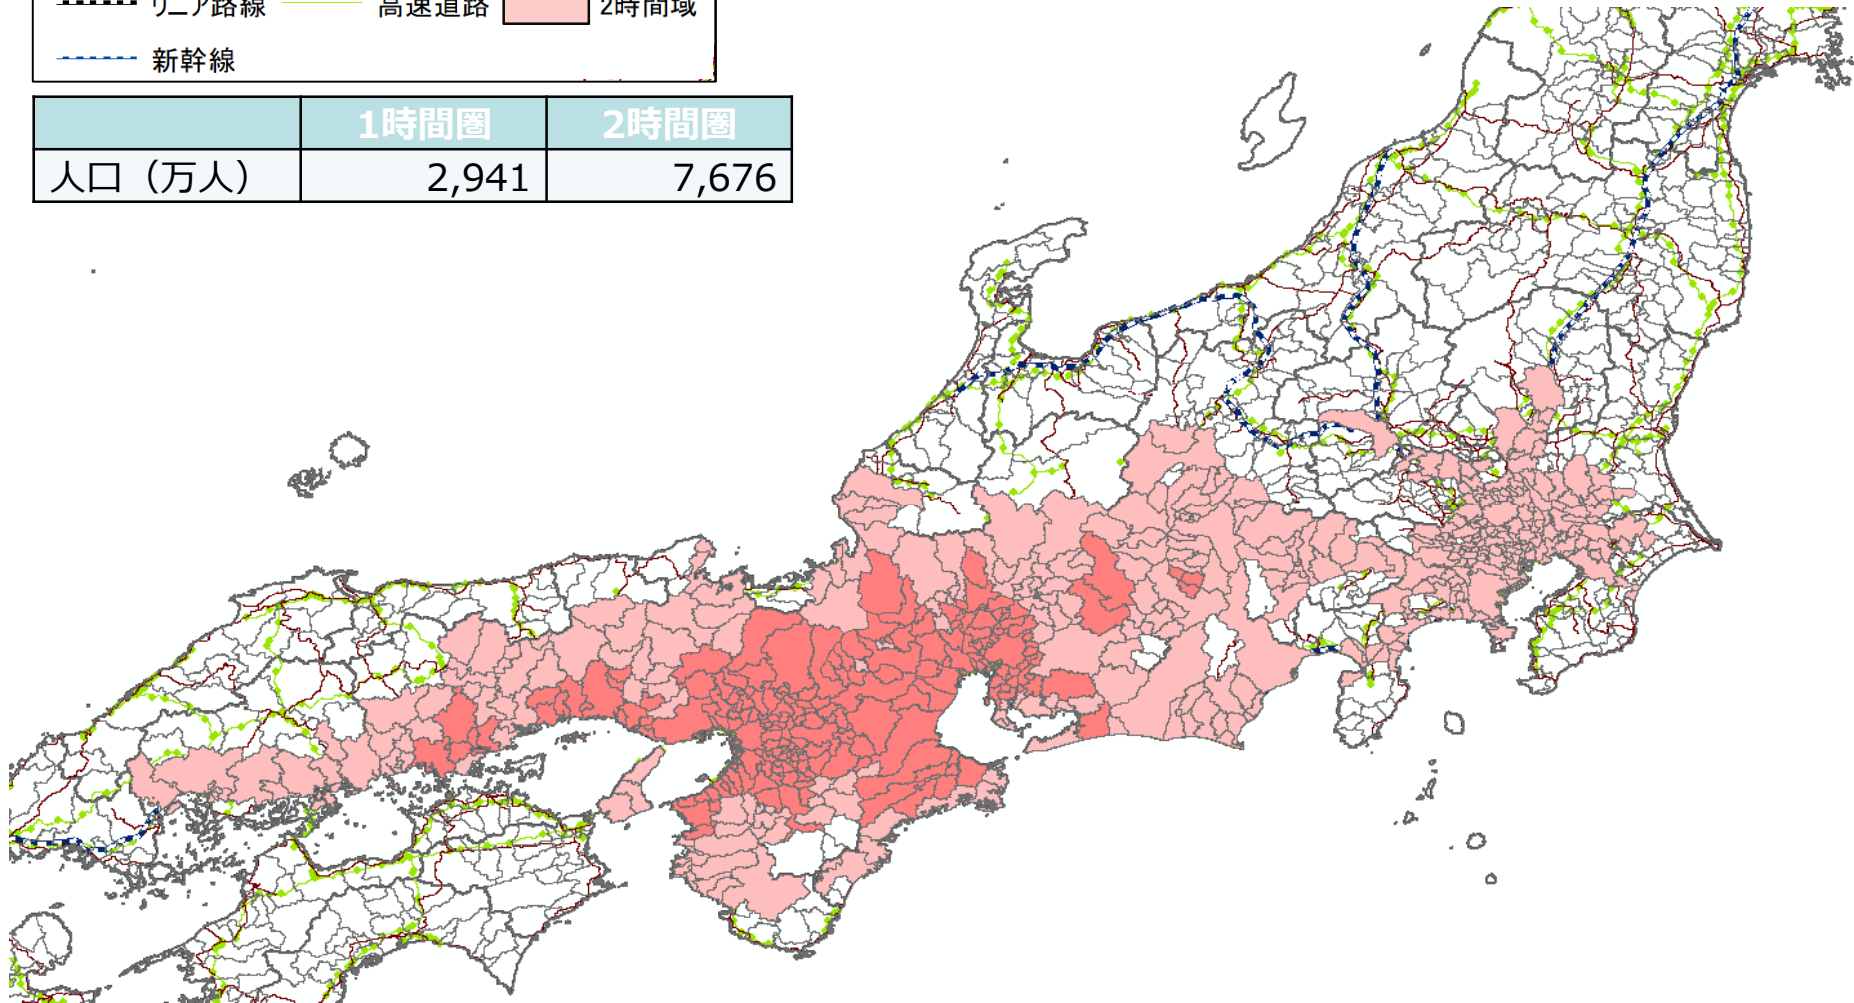 リニア路線 高速道路 2時間域
新幹線
1時間圏 2時間圏
人口（万人） 2,941 7,676